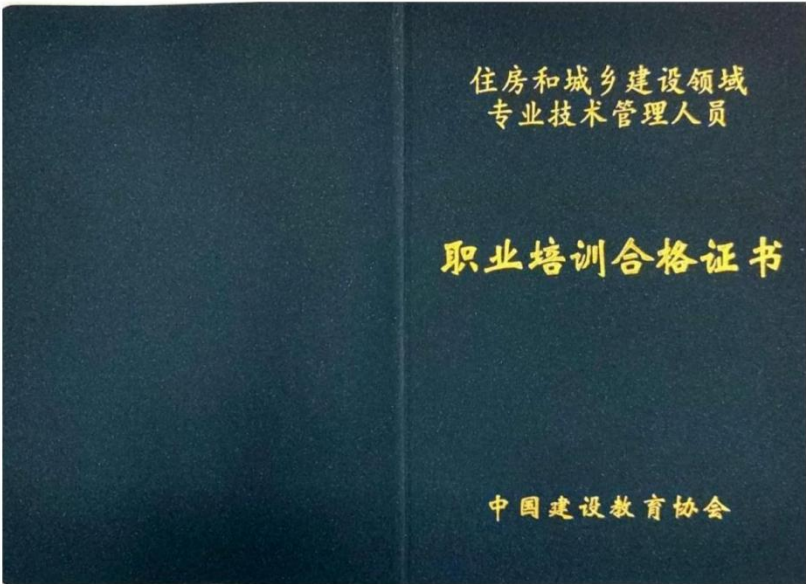 住房和城乡建设领域
专业技术管理人员
职业培训合格证书
中国建设教育协会